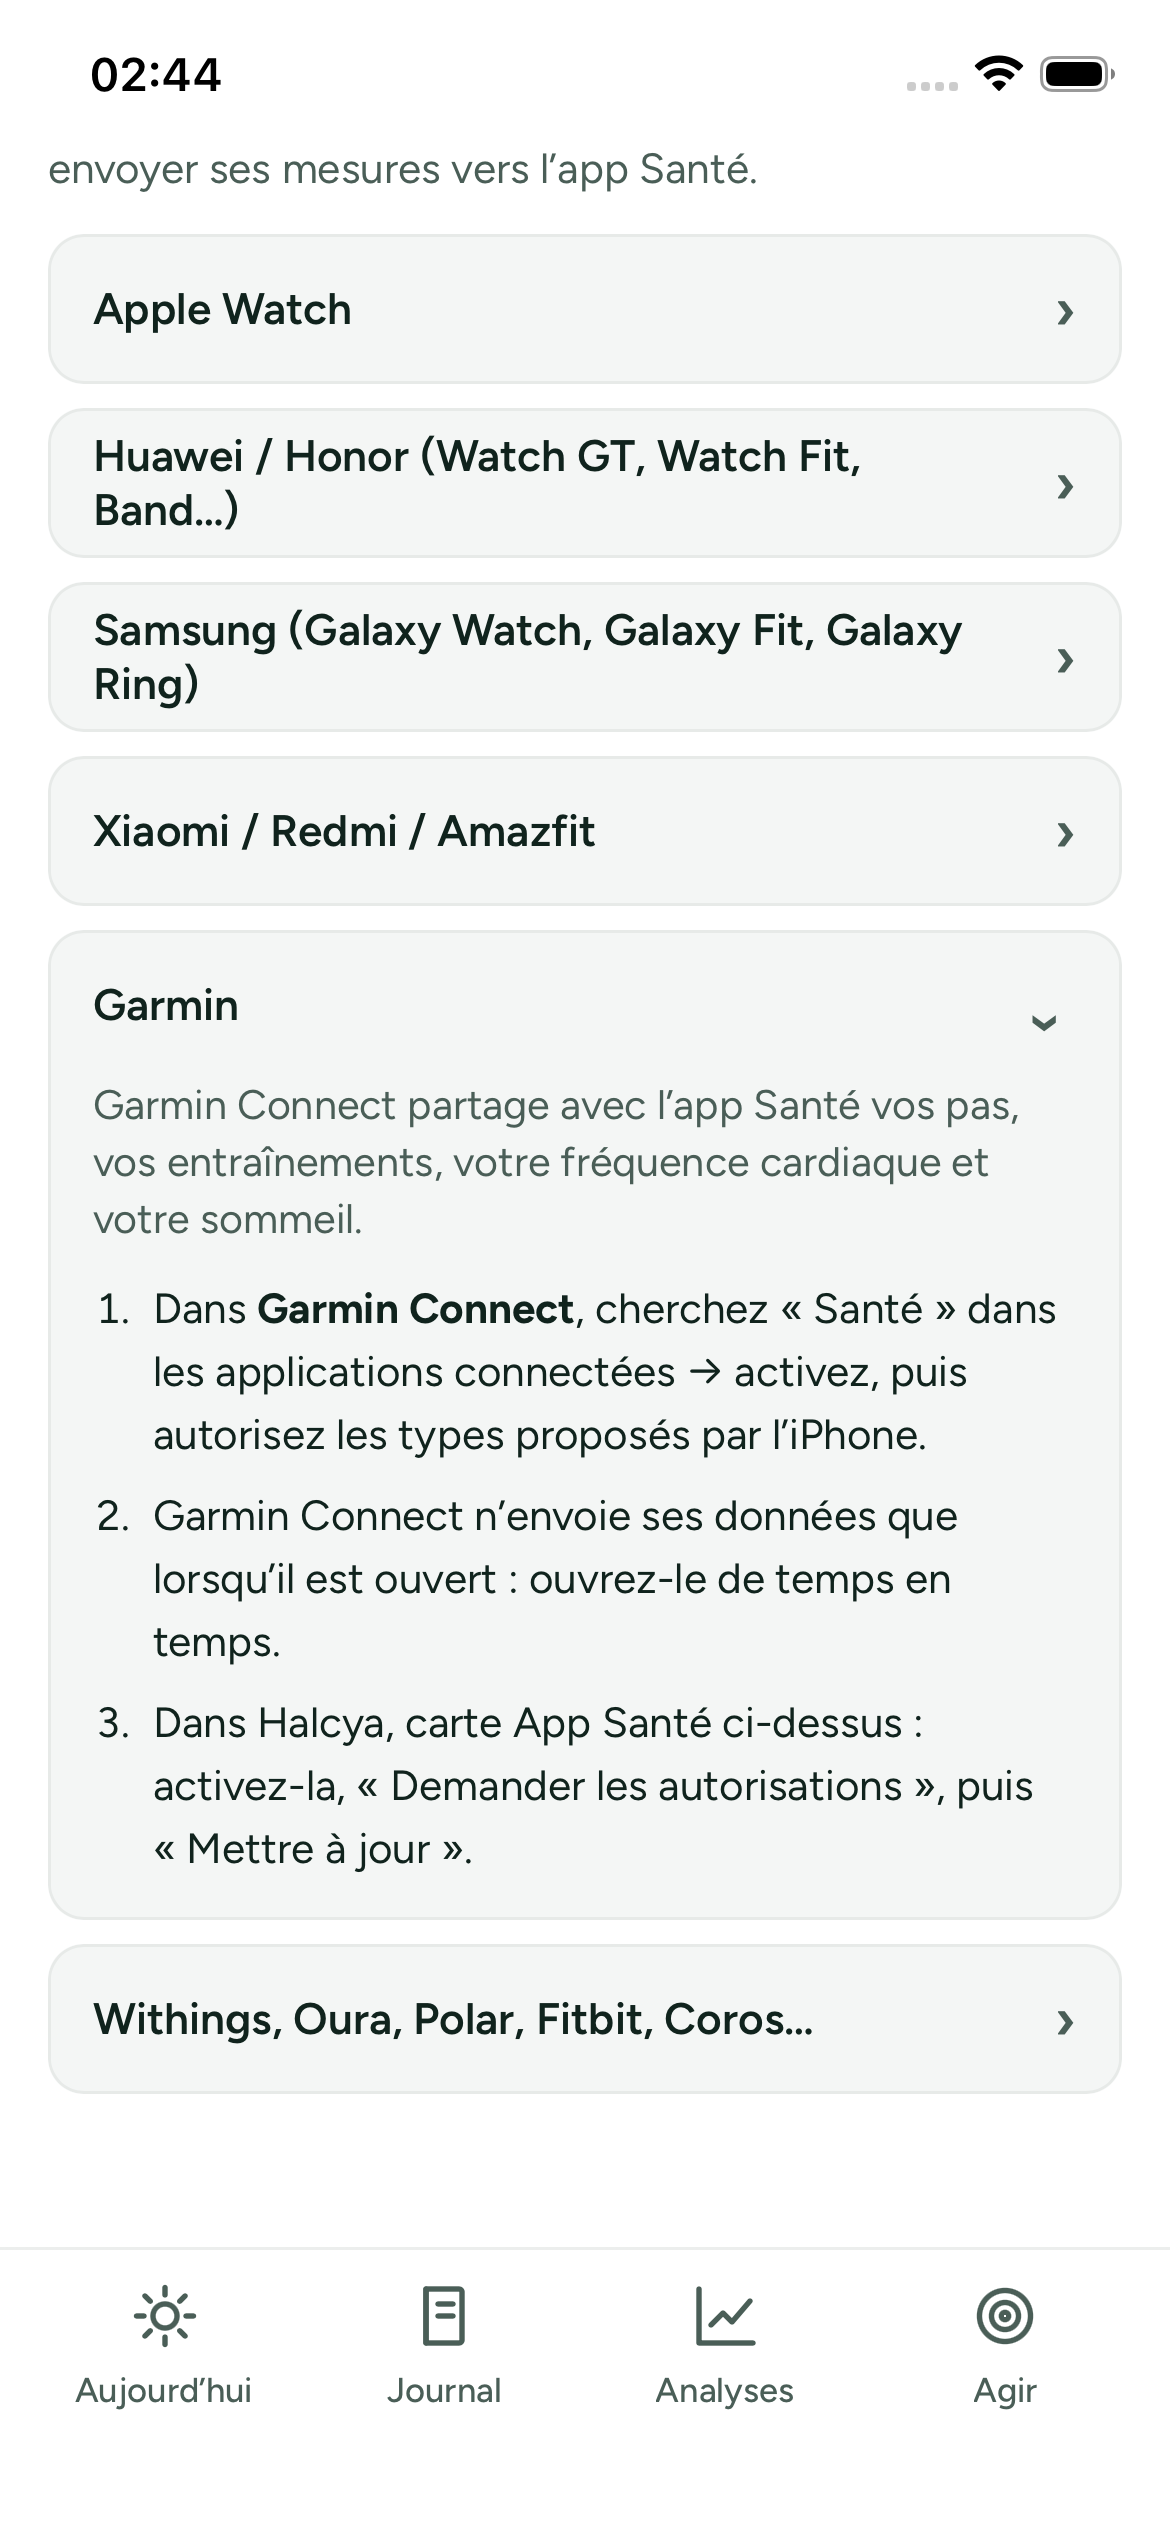 02:44
envoyer ses mesures vers l’app Santé.
Apple Watch
Huawei / Honor (Watch GT, Watch Fit,
Band…)
Samsung (Galaxy Watch, Galaxy Fit, Galaxy
Ring)
Xiaomi / Redmi / Amazfit
Garmin
Garmin Connect partage avec l’app Santé vos pas,
vos entraînements, votre fréquence cardiaque et
votre sommeil.
1. Dans Garmin Connect, cherchez « Santé » dans
les applications connectées → activez, puis
autorisez les types proposés par l’iPhone.
2. Garmin Connect n’envoie ses données que
lorsqu’il est ouvert : ouvrez-le de temps en
temps.
3. Dans Halcya, carte App Santé ci-dessus :
activez-la, « Demander les autorisations », puis
« Mettre à jour ».
Withings, Oura, Polar, Fitbit, Coros…
Aujourd’hui
Journal
Analyses
Agir